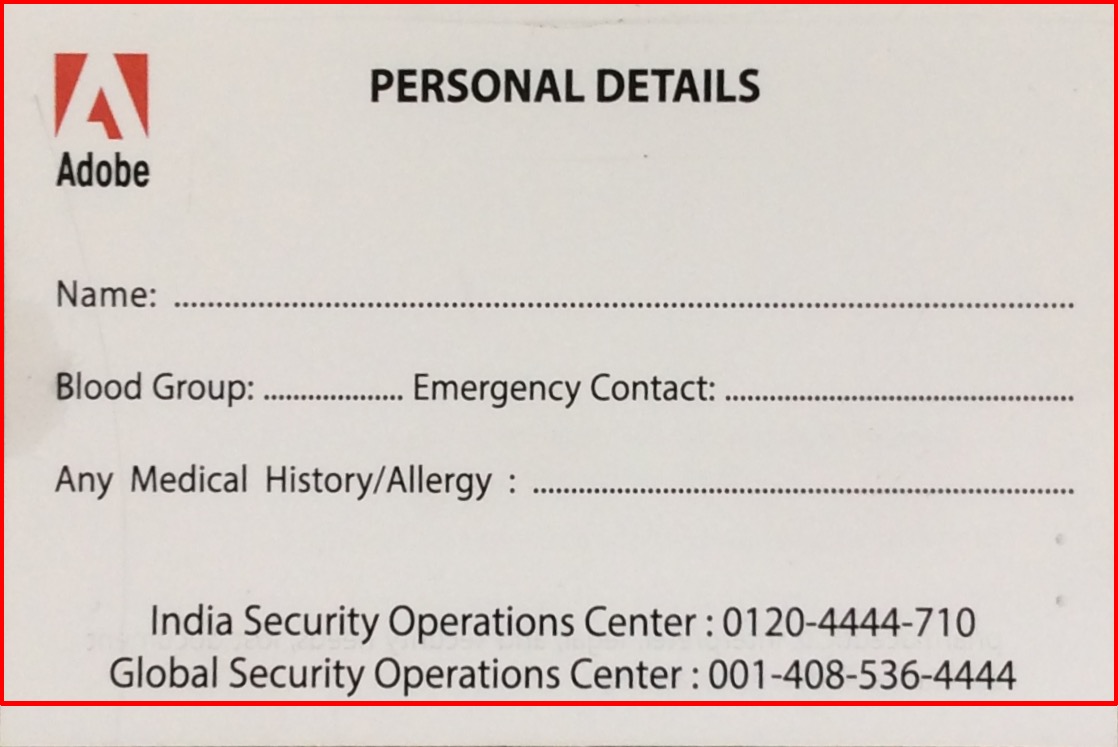 PERSONAL DETAILS
Adobe
Name: ....................................................................................................
Blood Group: ................... Emergency Contact: ...............................................
Any Medical History/Allergy : ........................................................................
India Security Operations Center : 0120-4444-710
Global Security Operations Center : 001-408-536-4444